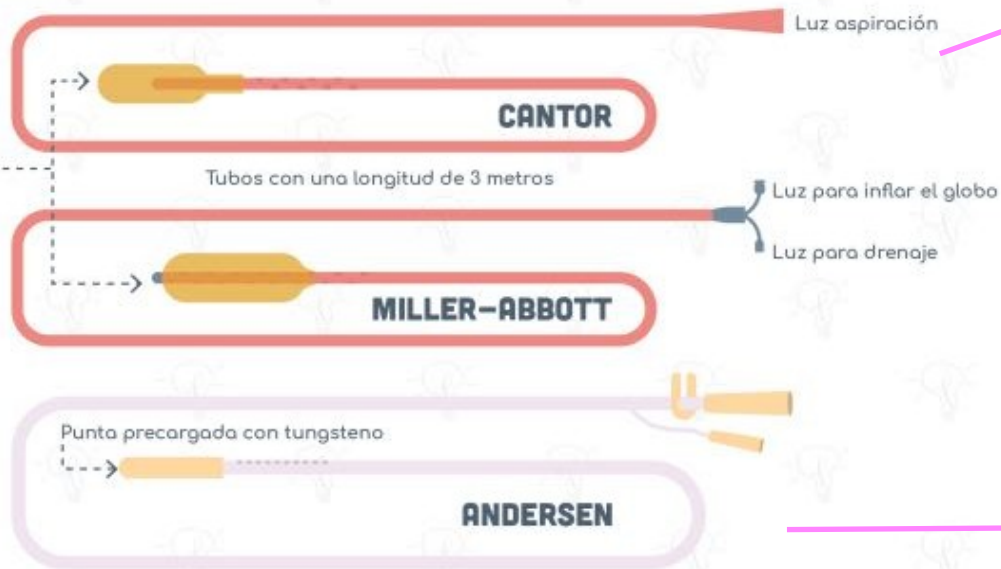 Luz aspiración
CANTOR
Tubos con una longitud de 3 metros
Luz para inflar el globo
Luz para drenaje
MILLER-ABBOTT
Punta precargada con tungsteno
ANDERSEN